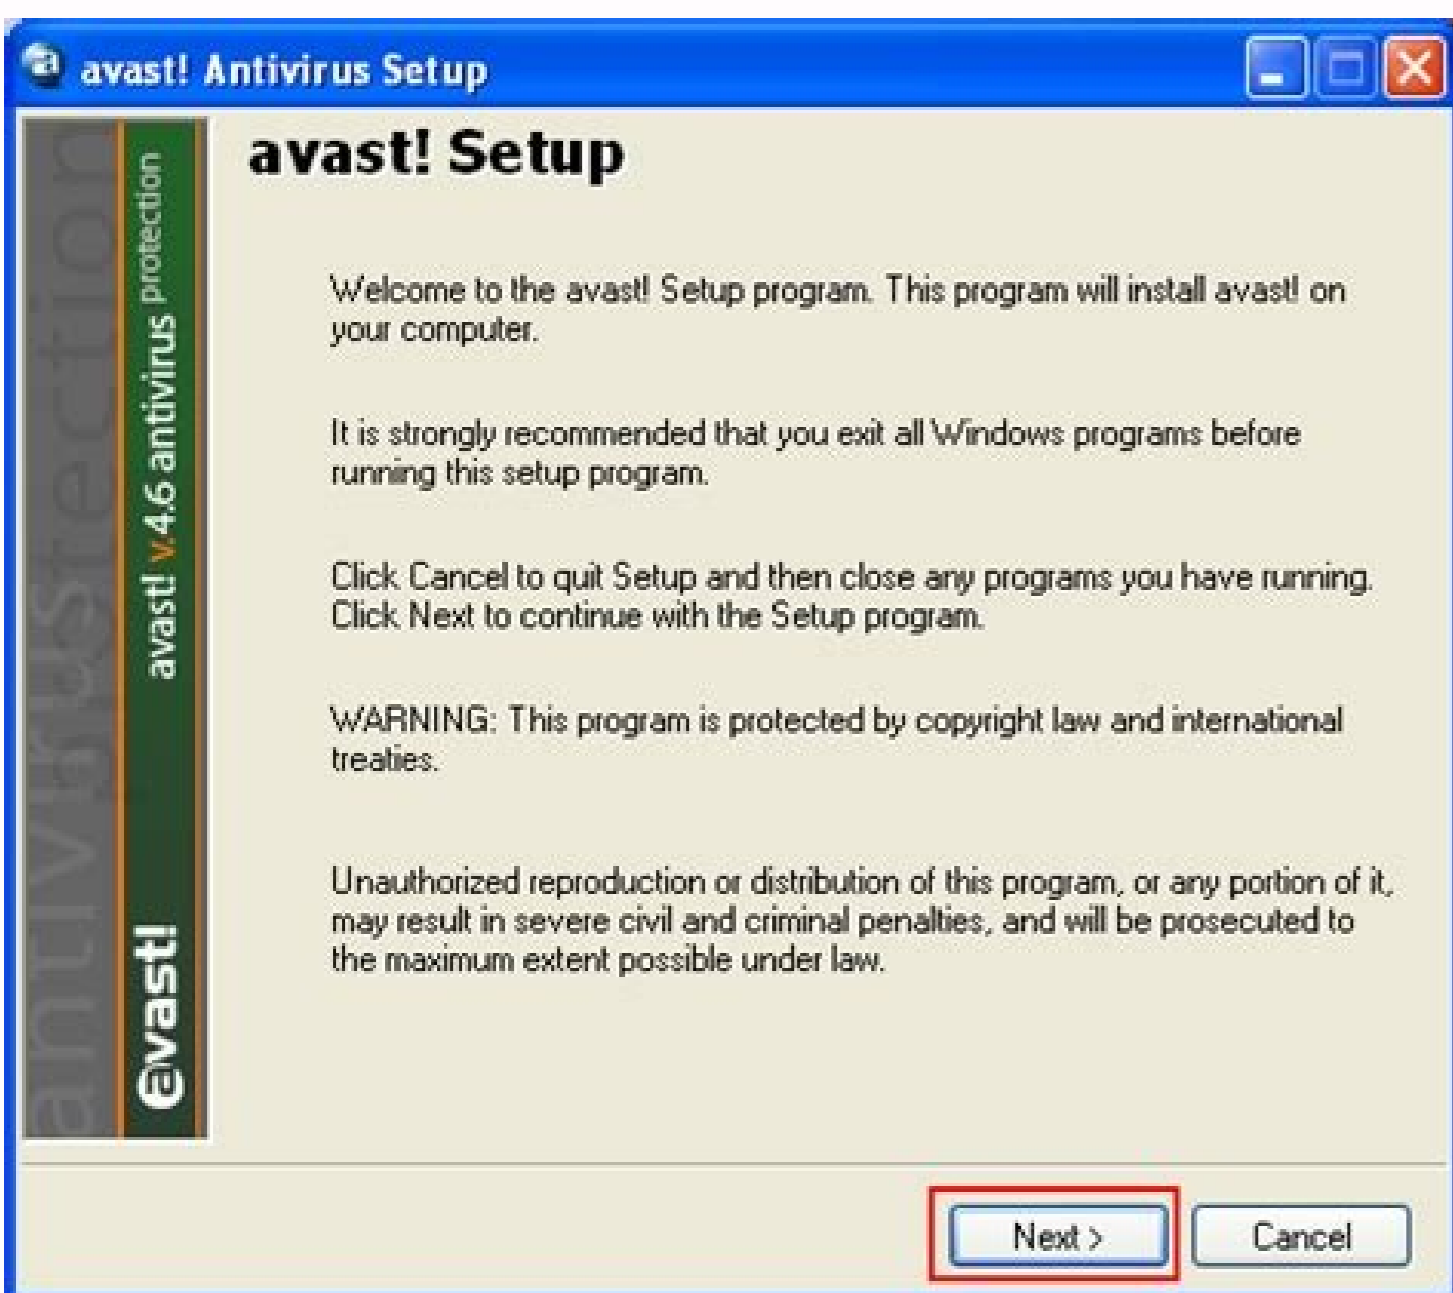 avast! Antivirus Setup
avast! Setup
antivirus
protection
avast! v.4.6 antivirus protection
avast!
Welcome to the avast! Setup program. This program will install avast! on
your computer.
It is strongly recommended that you exit all Windows programs before
running this setup program.
Click Cancel to quit Setup and then close any programs you have running.
Click Next to continue with the Setup program.
WARNING: This program is protected by copyright law and international
treaties.
Unauthorized reproduction or distribution of this program, or any portion of it,
may result in severe civil and criminal penalties, and will be prosecuted to
the maximum extent possible under law.
Next >
Cancel